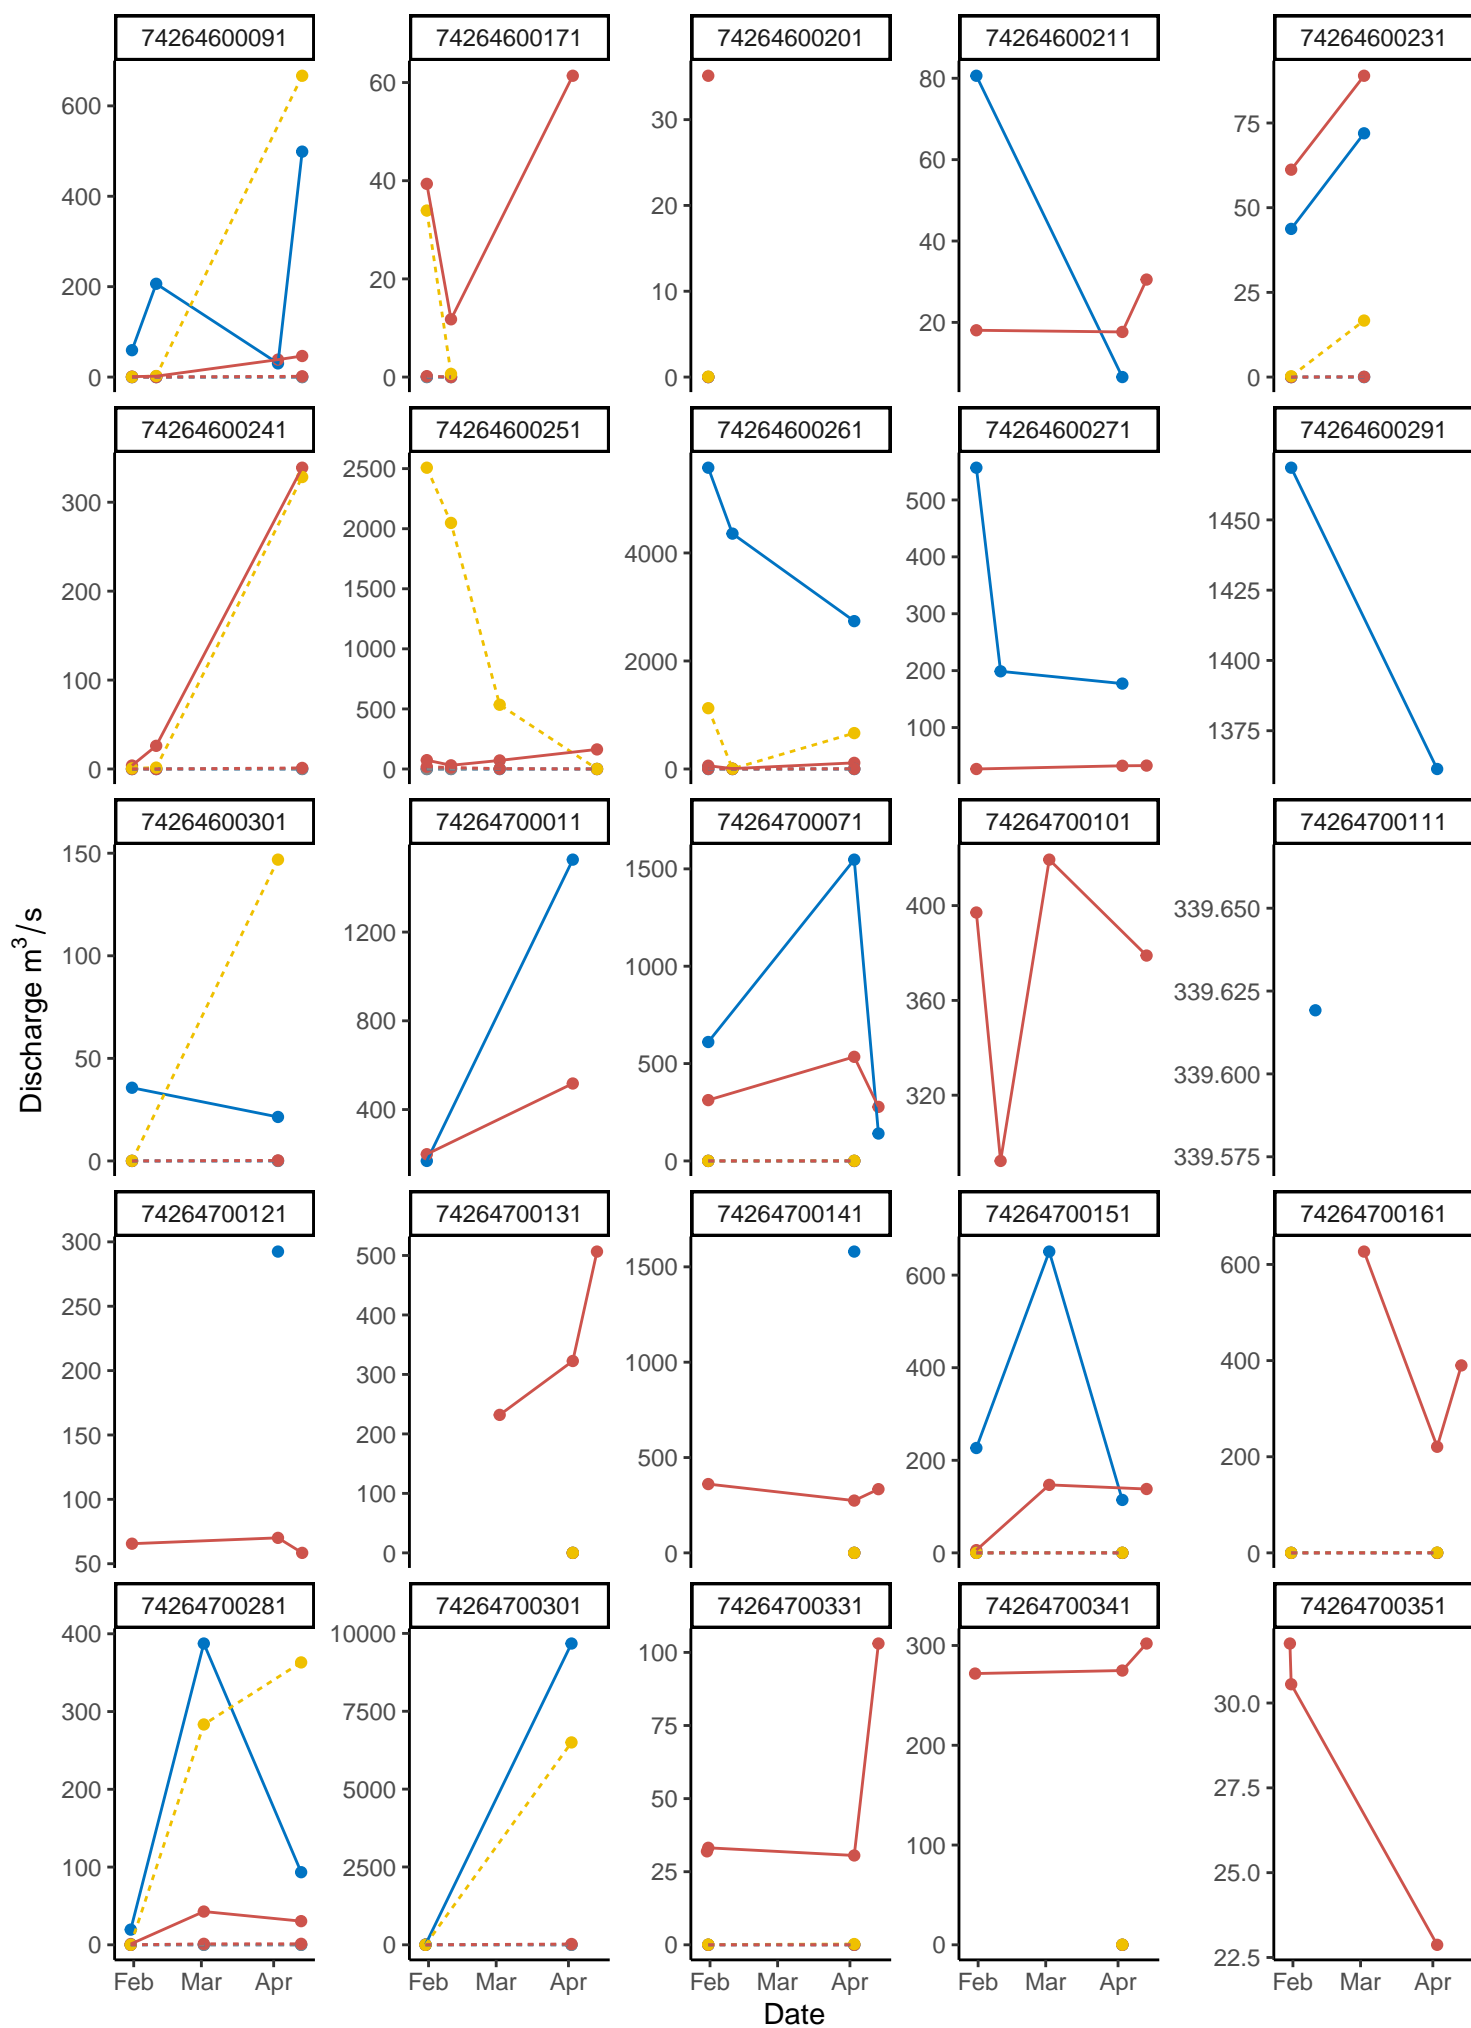 74264600091 74264600171 74264600201 74264600211 74264600231
600 400 200 0
60 40 20 0
30 20 10 0
80 60 40 20
75 50 25 0
74264600241 74264600251 74264600261 74264600271 74264600291
300 200 100 0
2500 2000 1500 1000 500 0
4000 2000 0
500 400 300 200 100
1450 1425 1400 1375
74264600301 74264700011 74264700071 74264700101 74264700111
150 100 50 0
1200 800 400
1500 1000 500 0
400 360 320
339.650 339.625 339.600 339.575
74264700121 74264700131 74264700141 74264700151 74264700161
300 250 200 150 100 50
500 400 300 200 100 0
1500 1000 500 0
600 400 200 0
600 400 200 0
74264700281 74264700301 74264700331 74264700341 74264700351
400 300 200 100 0
10000 7500 5000 2500 0
100 75 50 25 0
300 200 100 0
30.0 27.5 25.0 22.5
Feb Mar Apr Feb Mar Apr Feb Mar Apr Feb Mar Apr Feb Mar Apr
Date
Discharge m³/s